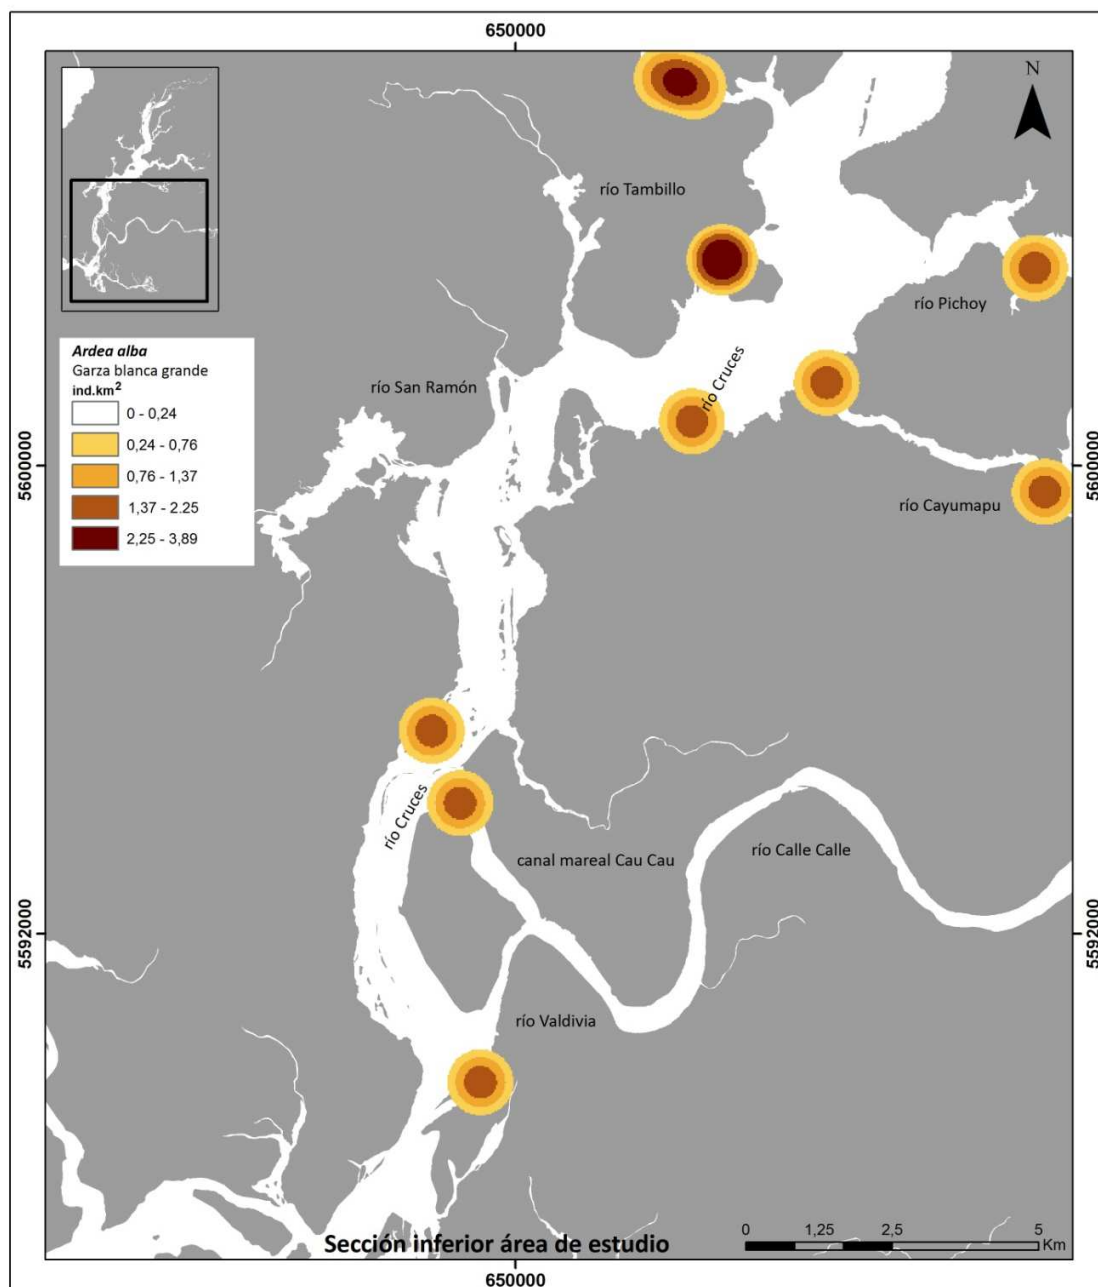 650000
N
río Tambillo
río Pichoy
Ardea alba
Garza blanca grande
ind.km²
0 - 0,24
0,24 - 0,76
0,76 - 1,37
1,37 - 2,25
2,25 - 3,89
río San Ramón
río Cruces
5600000
5600000
río Cayumapu
río Cruces
canal mareal Cau Cau
río Calle Calle
5592000
5592000
río Valdivia
Sección inferior área de estudio
0 1,25 2,5 5
Km
650000